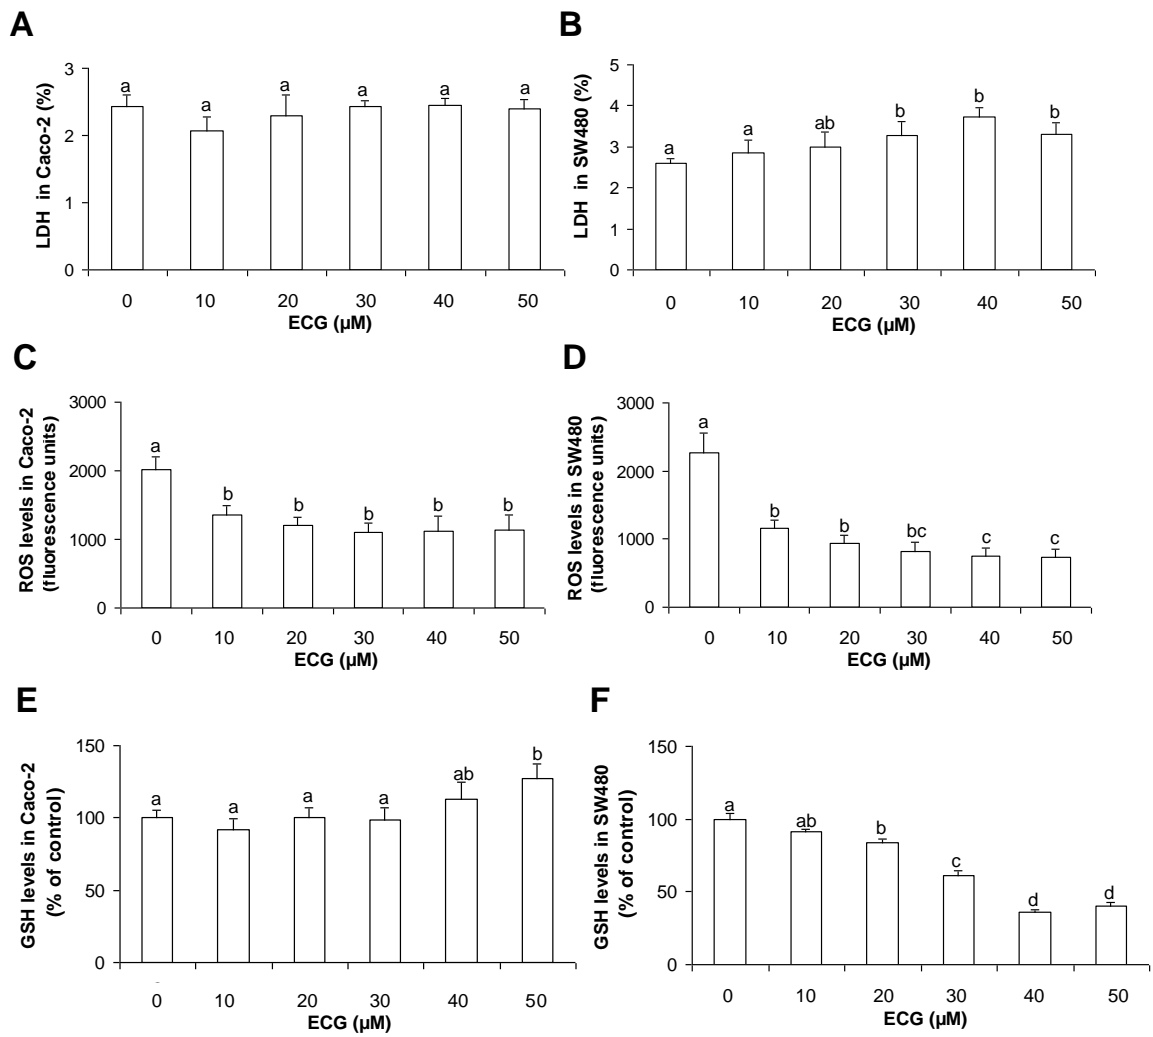 A
LDH in Caco-2 (%)
3
2
1
0
a a a a a a
0 10 20 30 40 50
ECG (µM)
B
LDH in SW480 (%)
5
4
3
2
1
0
a a ab b b b
0 10 20 30 40 50
ECG (µM)
C
ROS levels in Caco-2
(fluorescence units)
3000
2000
1000
0
a b b b b b
0 10 20 30 40 50
ECG (µM)
D
ROS levels in SW480
(fluorescence units)
3000
2000
1000
0
a b b bc c c
0 10 20 30 40 50
ECG (µM)
E
GSH levels in Caco-2
(% of control)
150
100
50
0
a a a a ab b
0 10 20 30 40 50
ECG (µM)
F
GSH levels in SW480
(% of control)
150
100
50
0
a ab b c d d
0 10 20 30 40 50
ECG (µM)